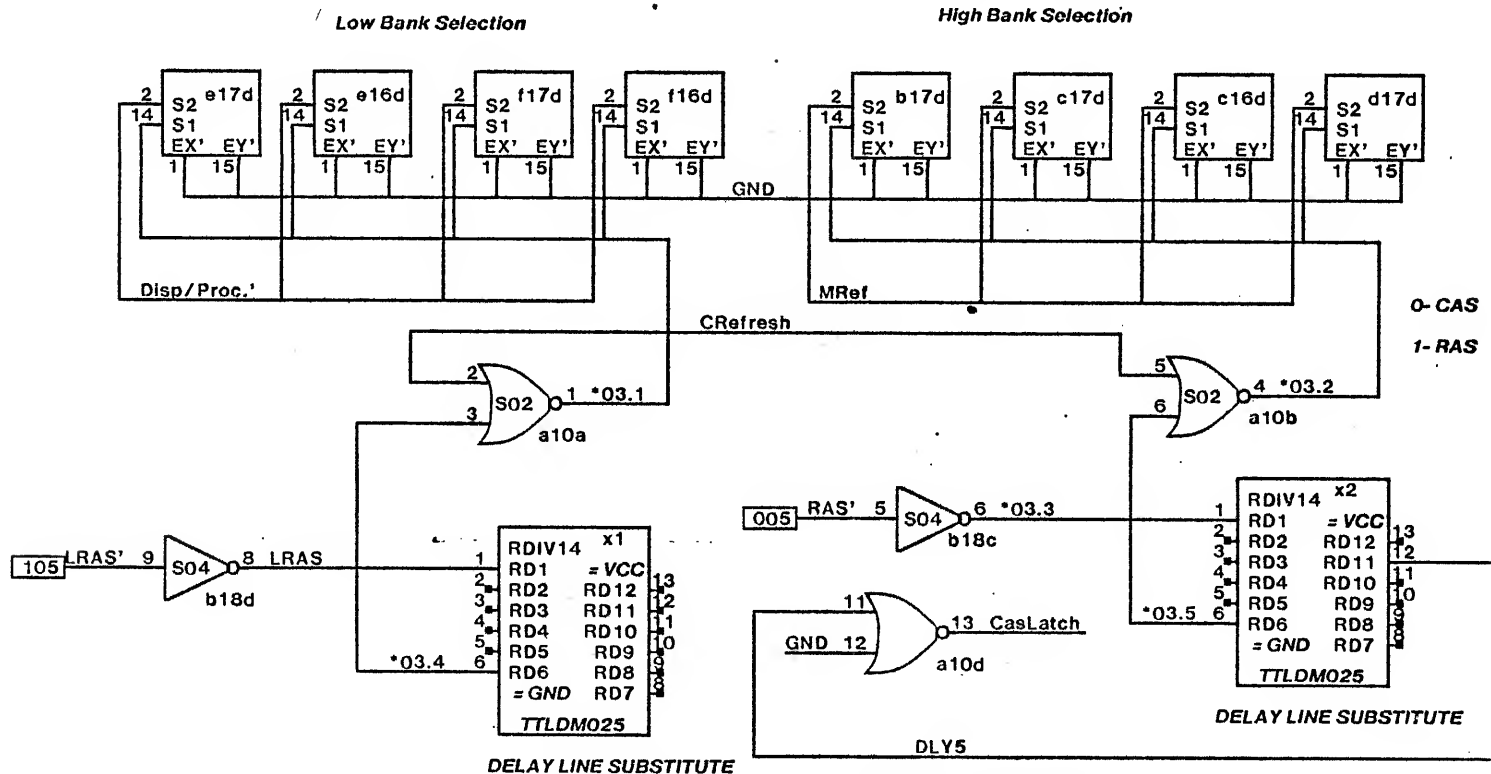 Low Bank Selection
High Bank Selection
2 S2 e17d
14 S1
EX' EY'
1 15
2 S2 e16d
14 S1
EX' EY'
1 15
2 S2 f17d
14 S1
EX' EY'
1 15
2 S2 f16d
14 S1
EX' EY'
1 15
GND
2 S2 b17d
14 S1
EX' EY'
1 15
2 S2 c17d
14 S1
EX' EY'
1 15
2 S2 c16d
14 S1
EX' EY'
1 15
2 S2 d17d
14 S1
EX' EY'
1 15
Disp/Proc.'
MRef
0- CAS
1- RAS
CRefresh
2
3
S02
1 *03.1
a10a
5
6
S02
4 *03.2
a10b
105 LRAS' 9 S04 8 LRAS
b18d
RDIV14 x1
1 RD1 =VCC
2 RD2 RD12 13
3 RD3 RD11 12
4 RD4 RD10 11
5 RD5 RD9 10
*03.4 6 RD6 RD8 9
=GND RD7 8
TTLDM025
DELAY LINE SUBSTITUTE
005 RAS' 5 S04 6 *03.3
b18c
11
GND 12
13 CasLatch
a10d
RDIV14 x2
1 RD1 =VCC
2 RD2 RD12 13
3 RD3 RD11 12
4 RD4 RD10 11
5 RD5 RD9 10
*03.5 6 RD6 RD8 9
=GND RD7 8
TTLDM025
DELAY LINE SUBSTITUTE
DLY5